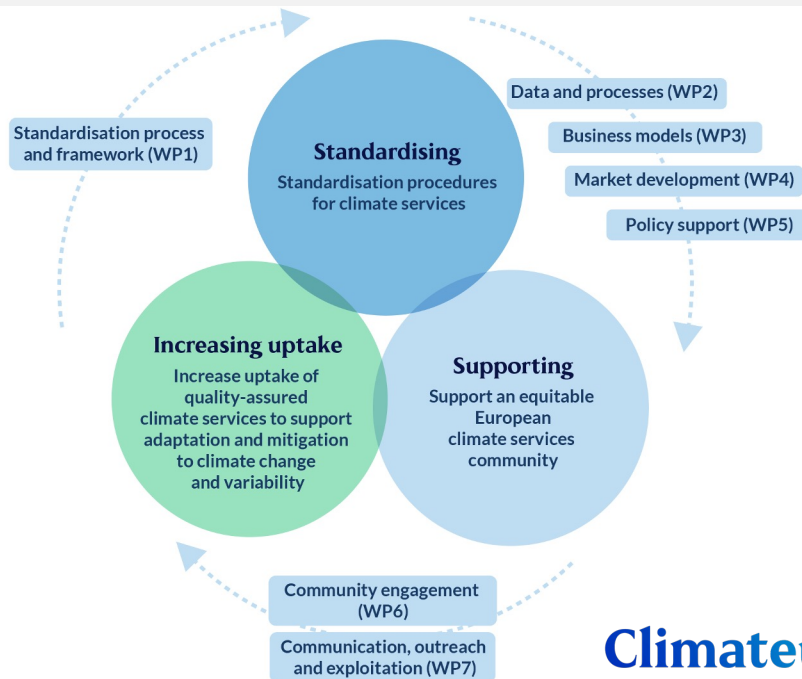 Standardisation process
and framework (WP1)
Standardising
Standardisation procedures
for climate services
Data and processes (WP2)
Business models (WP3)
Market development (WP4)
Policy support (WP5)
Increasing uptake
Increase uptake of
quality-assured
climate services to support
adaptation and mitigation
to climate change
and variability
Supporting
Support an equitable
European
climate services
community
Community engagement
(WP6)
Communication, outreach
and exploitation (WP7)